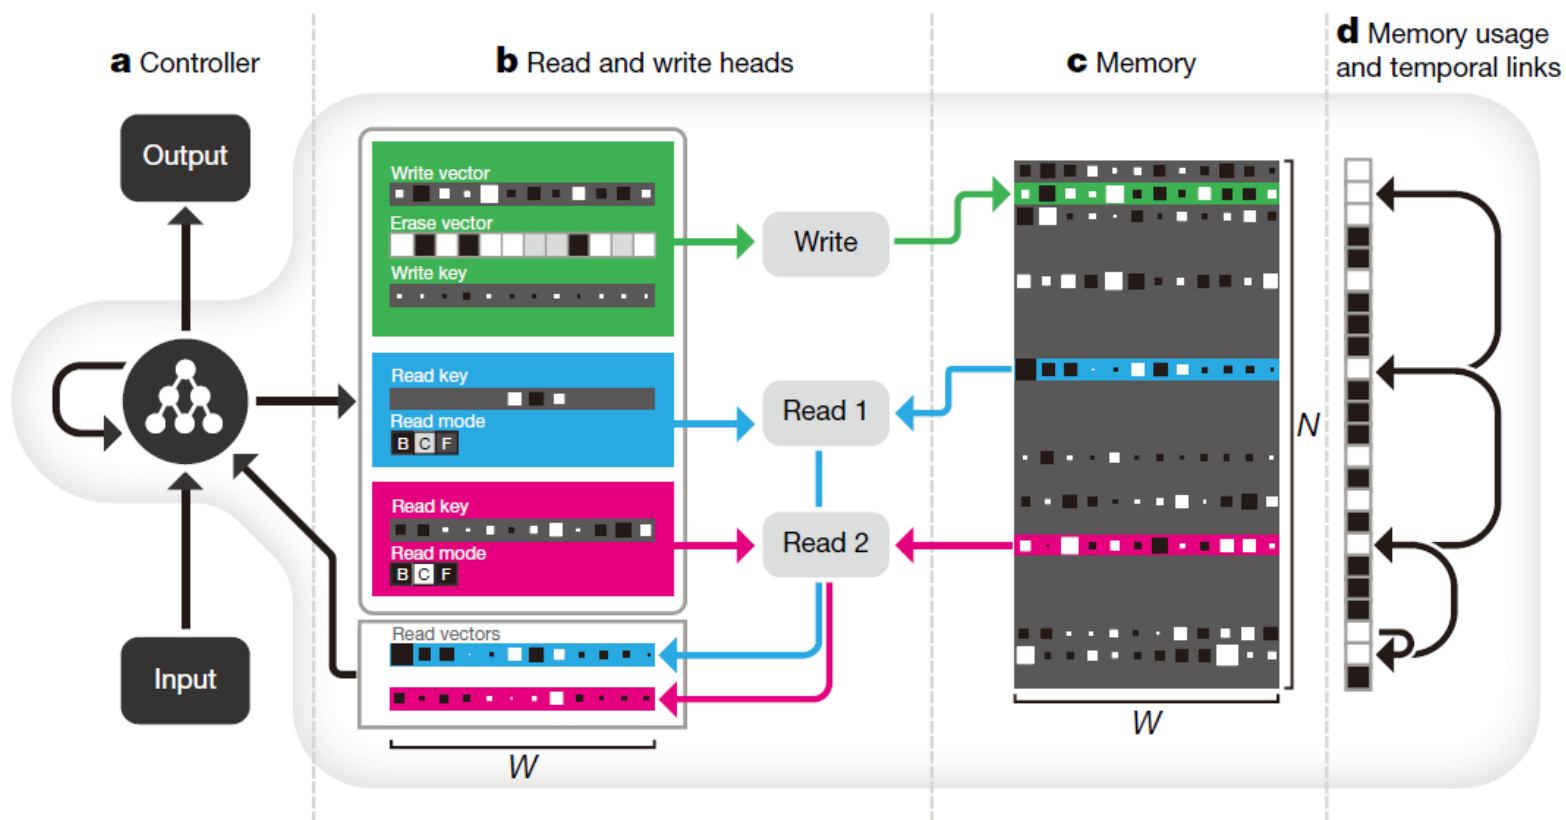 a Controller
b Read and write heads
c Memory
d Memory usage
and temporal links
Output
Input
Write vector
Erase vector
Write key
Read key
Read mode
B C F
Read key
Read mode
B C F
Read vectors
W
Write
Read 1
Read 2
N
W